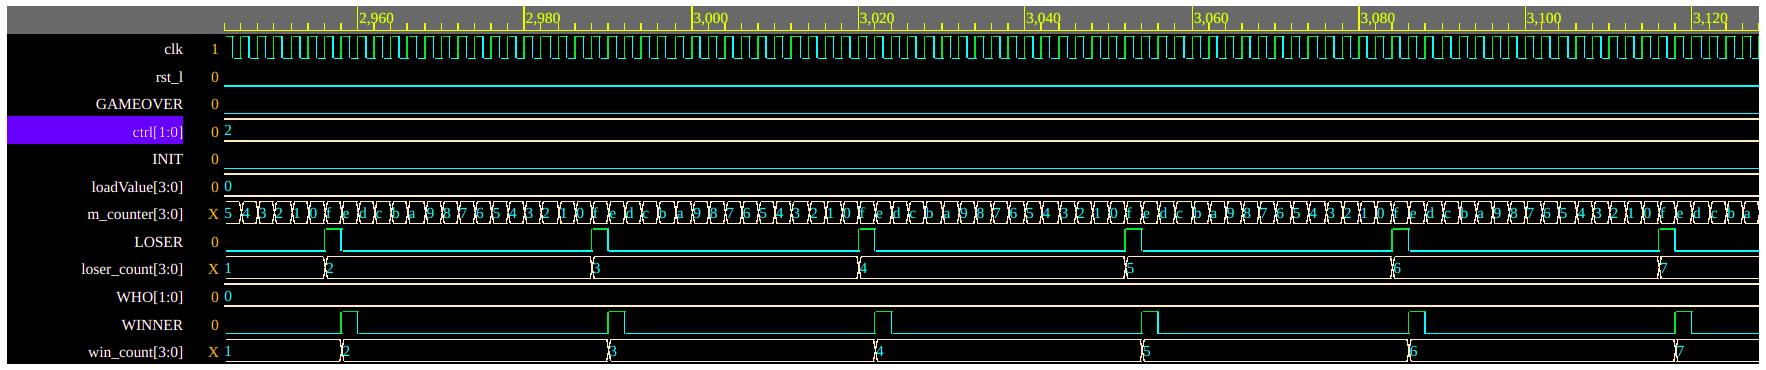 2,960 2,980 3,000 3,020 3,040 3,060 3,080 3,100 3,120
clk 1
rst_l 0
GAMEOVER 0
ctrl[1:0] 0 2
INIT 0
loadValue[3:0] 0 0
m_counter[3:0] X 5 4 3 2 1 0 f e d c b a 9 8 7 6 5 4 3 2 1 0 f e d c b a 9 8 7 6 5 4 3 2 1 0 f e d c b a 9 8 7 6 5 4 3 2 1 0 f e d c b a 9 8 7 6 5 4 3 2 1 0 f e d c b a 9 8 7 6 5 4 3 2 1 0 f e d c b a
LOSER 0
loser_count[3:0] X 1 2 3 4 5 6 7
WHO[1:0] 0 0
WINNER 0
win_count[3:0] X 1 2 3 4 5 6 7